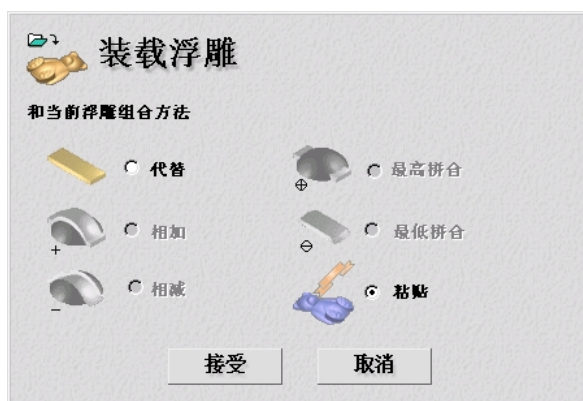 装载浮雕
和当前浮雕组合方法
代替
最高拼合
相加
最低拼合
相减
粘贴
接受
取消